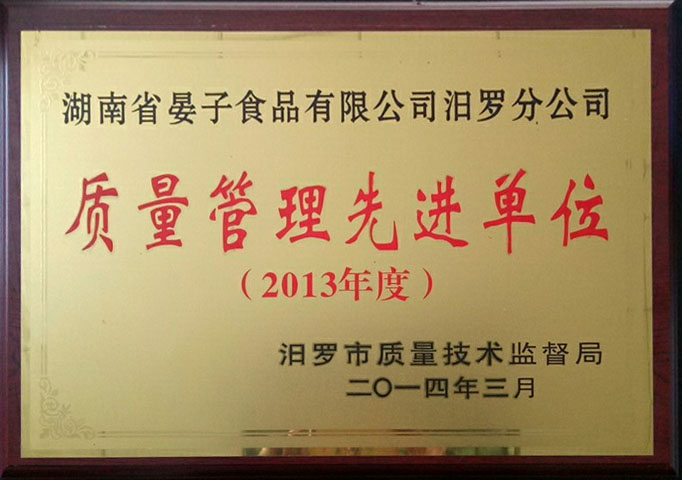 湖南省晏子食品有限公司汨罗分公司
质量管理先进单位
（2013年度）
汨罗市质量技术监督局
二〇一四年三月